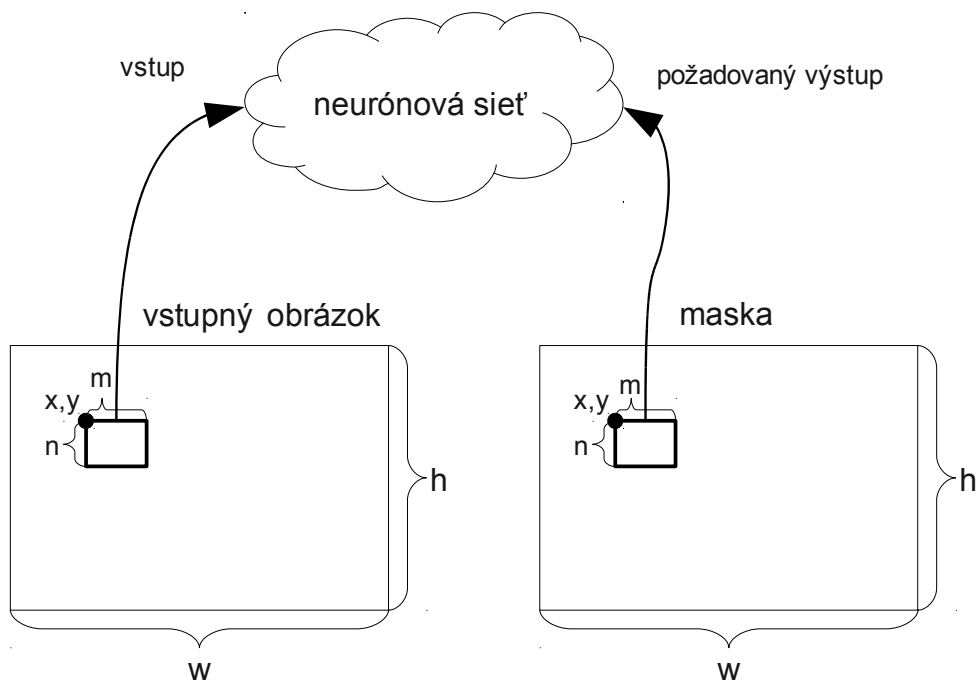 vstup
požadovaný výstup
neurónová sieť
vstupný obrázok
maska
m
x,y
n
h
w
m
x,y
n
h
w